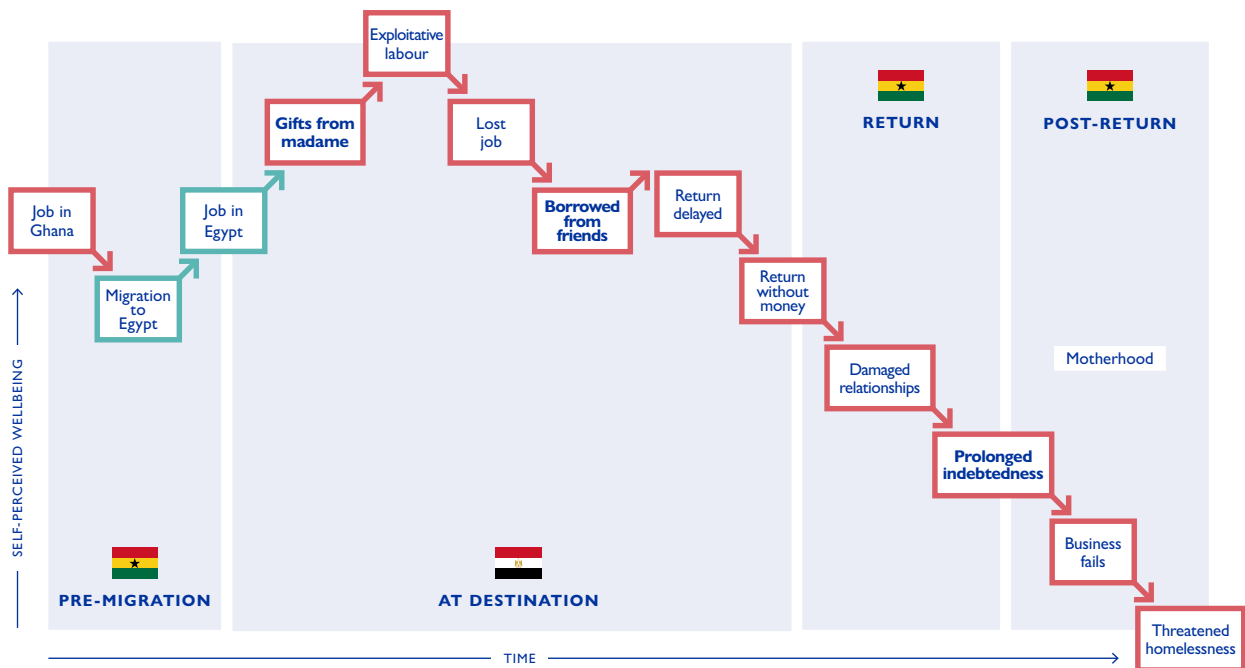 Exploitative
labour
Gifts from
madame
Lost
job
RETURN
POST-RETURN
Job in
Ghana
Job in
Egypt
Borrowed
from
friends
Return
delayed
Migration
to
Egypt
Return
without
money
Damaged
relationships
Motherhood
Prolonged
indebtedness
Business
fails
Threatened
homelessness
SELF-PERCEIVED WELLBEING
PRE-MIGRATION
AT DESTINATION
TIME